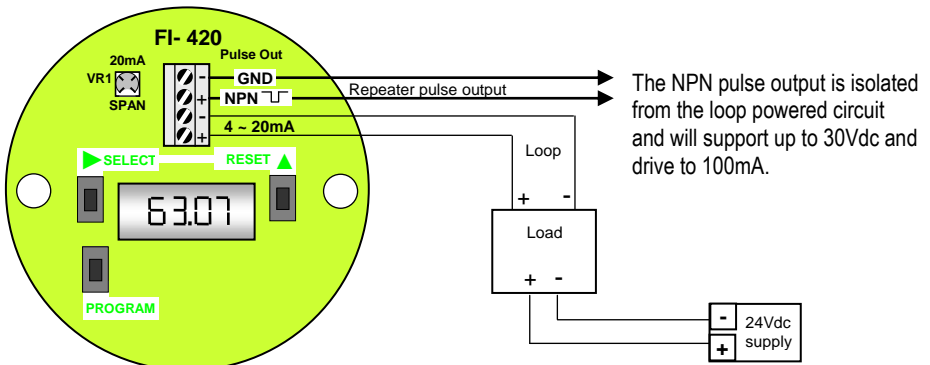 FI- 420
20mA
VR1
SPAN
Pulse Out
- GND
+ NPN
Repeater pulse output
-
4 ~ 20mA
+
The NPN pulse output is isolated
from the loop powered circuit
and will support up to 30Vdc and
drive to 100mA.
SELECT
RESET
Loop
63.07
+ -
Load
+ -
PROGRAM
- 24Vdc
+ supply